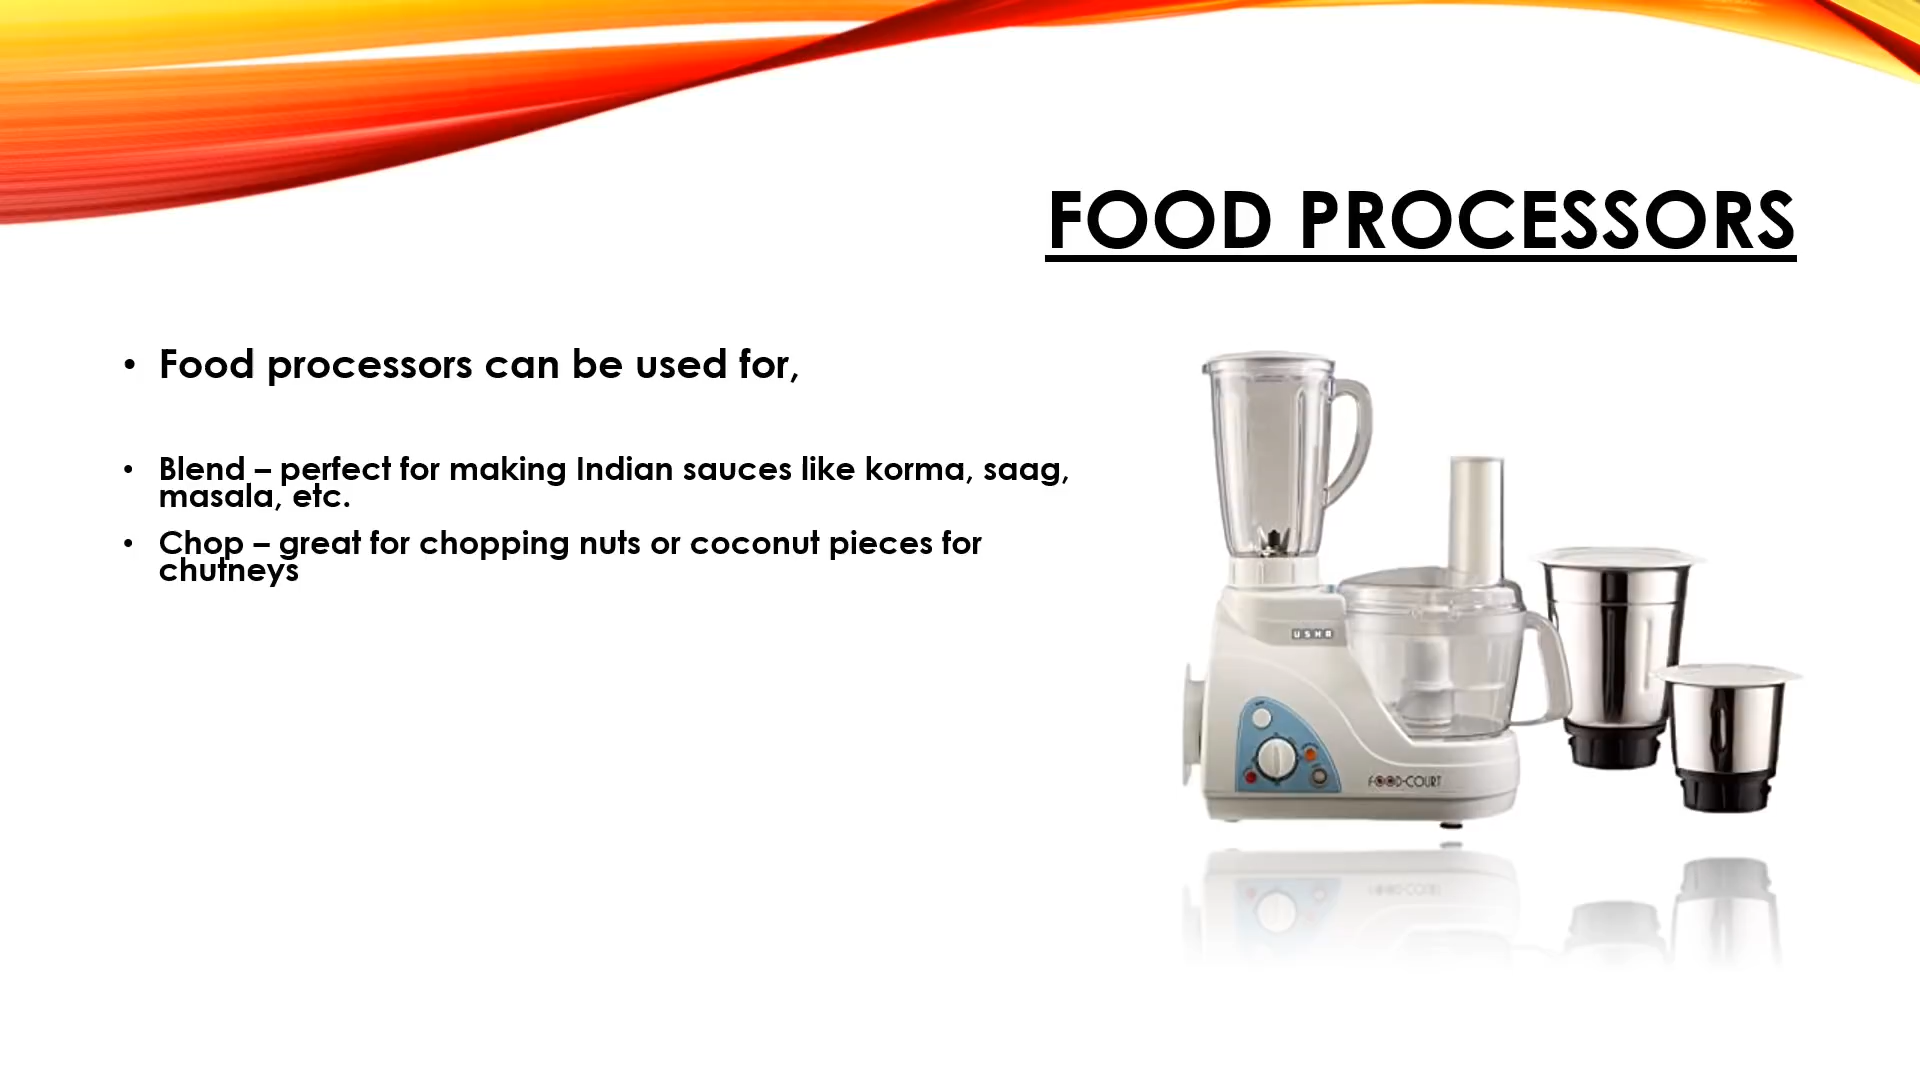 FOOD PROCESSORS
• Food processors can be used for,
• Blend – perfect for making Indian sauces like korma, saag,
masala, etc.
• Chop – great for chopping nuts or coconut pieces for
chutneys
USHA
FOOD-COURT